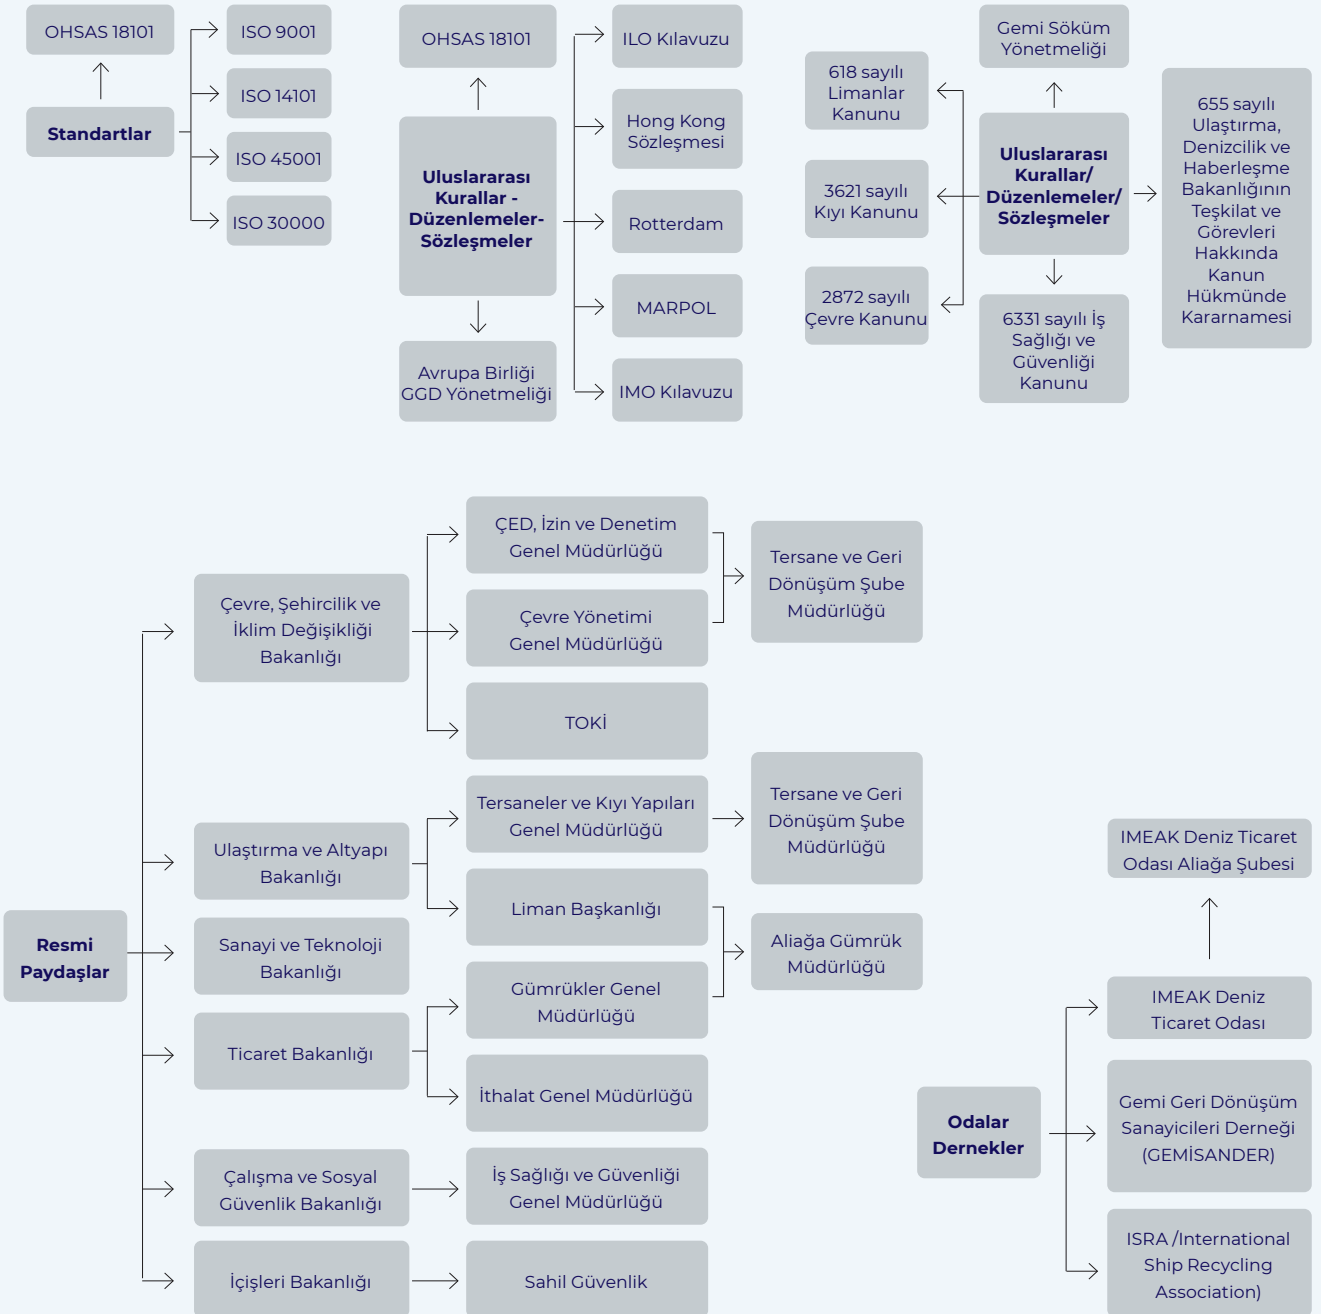 OHSAS 18101
Standartlar
ISO 9001
ISO 14101
ISO 45001
ISO 30000
OHSAS 18101
Uluslararası
Kurallar -
Düzenlemeler-
Sözleşmeler
Avrupa Birliği
GGD Yönetmeliği
ILO Kılavuzu
Hong Kong
Sözleşmesi
Rotterdam
MARPOL
IMO Kılavuzu
Gemi Söküm
Yönetmeliği
618 sayılı
Limanlar
Kanunu
3621 sayılı
Kıyı Kanunu
2872 sayılı
Çevre Kanunu
Uluslararası
Kurallar/
Düzenlemeler/
Sözleşmeler
6331 sayılı İş
Sağlığı ve
Güvenliği
Kanunu
655 sayılı
Ulaştırma,
Denizcilik ve
Haberleşme
Bakanlığının
Teşkilat ve
Görevleri
Hakkında
Kanun
Hükmünde
Kararnamesi
Resmi
Paydaşlar
Çevre, Şehircilik ve
İklim Değişikliği
Bakanlığı
ÇED, İzin ve Denetim
Genel Müdürlüğü
Çevre Yönetimi
Genel Müdürlüğü
TOKİ
Tersane ve Geri
Dönüşüm Şube
Müdürlüğü
Ulaştırma ve Altyapı
Bakanlığı
Tersaneler ve Kıyı Yapıları
Genel Müdürlüğü
Tersane ve Geri
Dönüşüm Şube
Müdürlüğü
Liman Başkanlığı
Sanayi ve Teknoloji
Bakanlığı
Aliağa Gümrük
Müdürlüğü
Ticaret Bakanlığı
Gümrükler Genel
Müdürlüğü
İthalat Genel Müdürlüğü
Çalışma ve Sosyal
Güvenlik Bakanlığı
İş Sağlığı ve Güvenliği
Genel Müdürlüğü
İçişleri Bakanlığı
Sahil Güvenlik
Odalar
Dernekler
IMEAK Deniz Ticaret
Odası Aliağa Şubesi
IMEAK Deniz
Ticaret Odası
Gemi Geri Dönüşüm
Sanayicileri Derneği
(GEMİSANDER)
ISRA /International
Ship Recycling
Association)